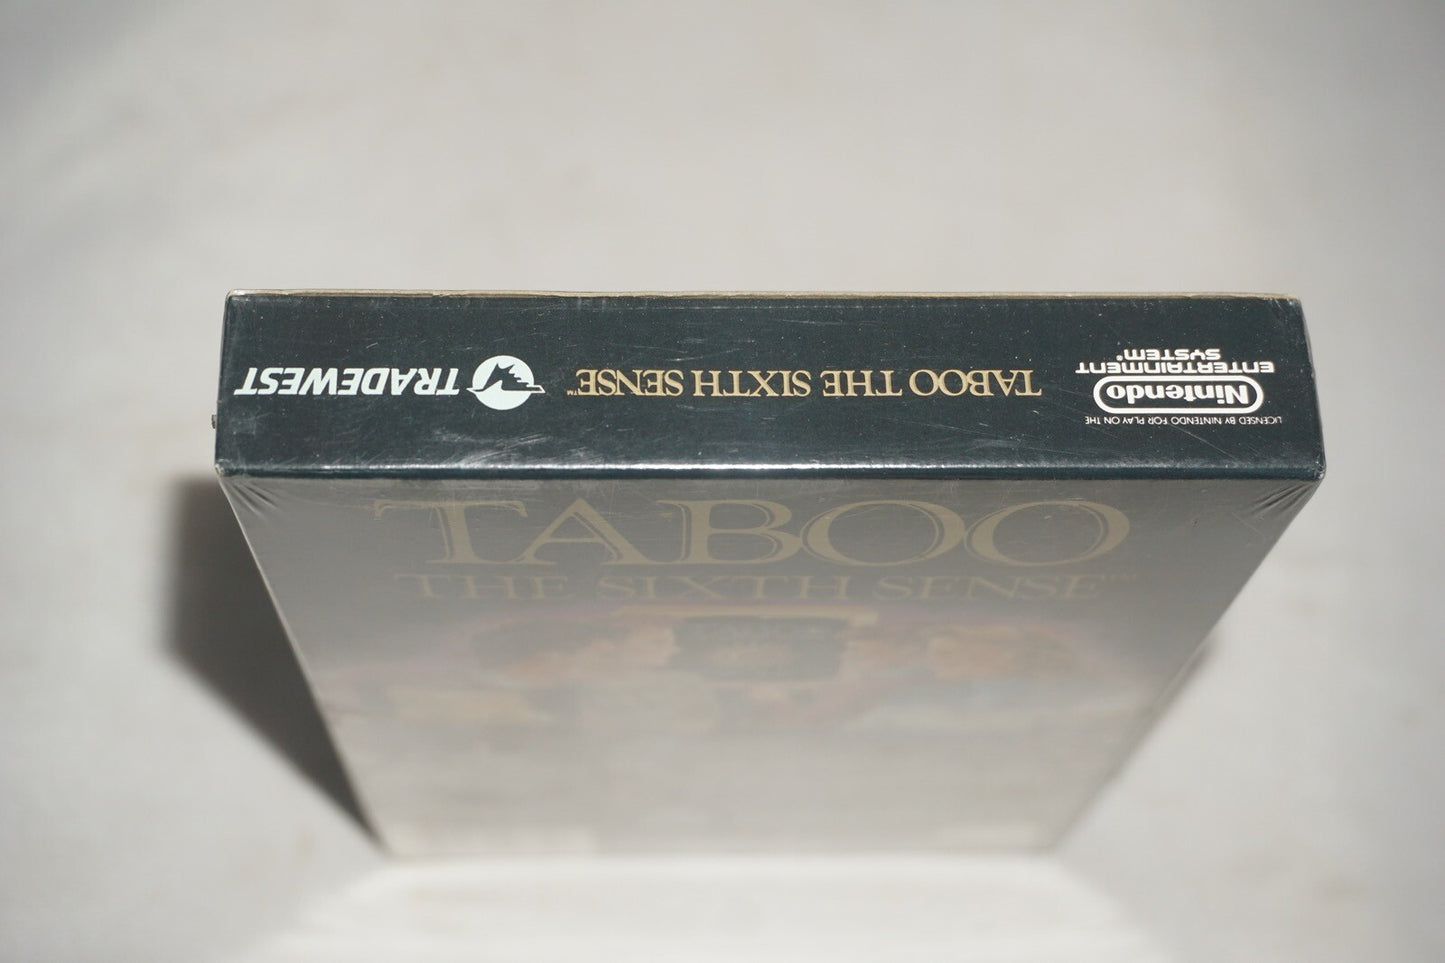 LICENSED BY NINTENDO FOR PLAY ON THE
Nintendo
ENTERTAINMENT
SYSTEM®
TABOO THE SIXTH SENSE™
TRADEWEST
TABOO
THE SIXTH SENSE™